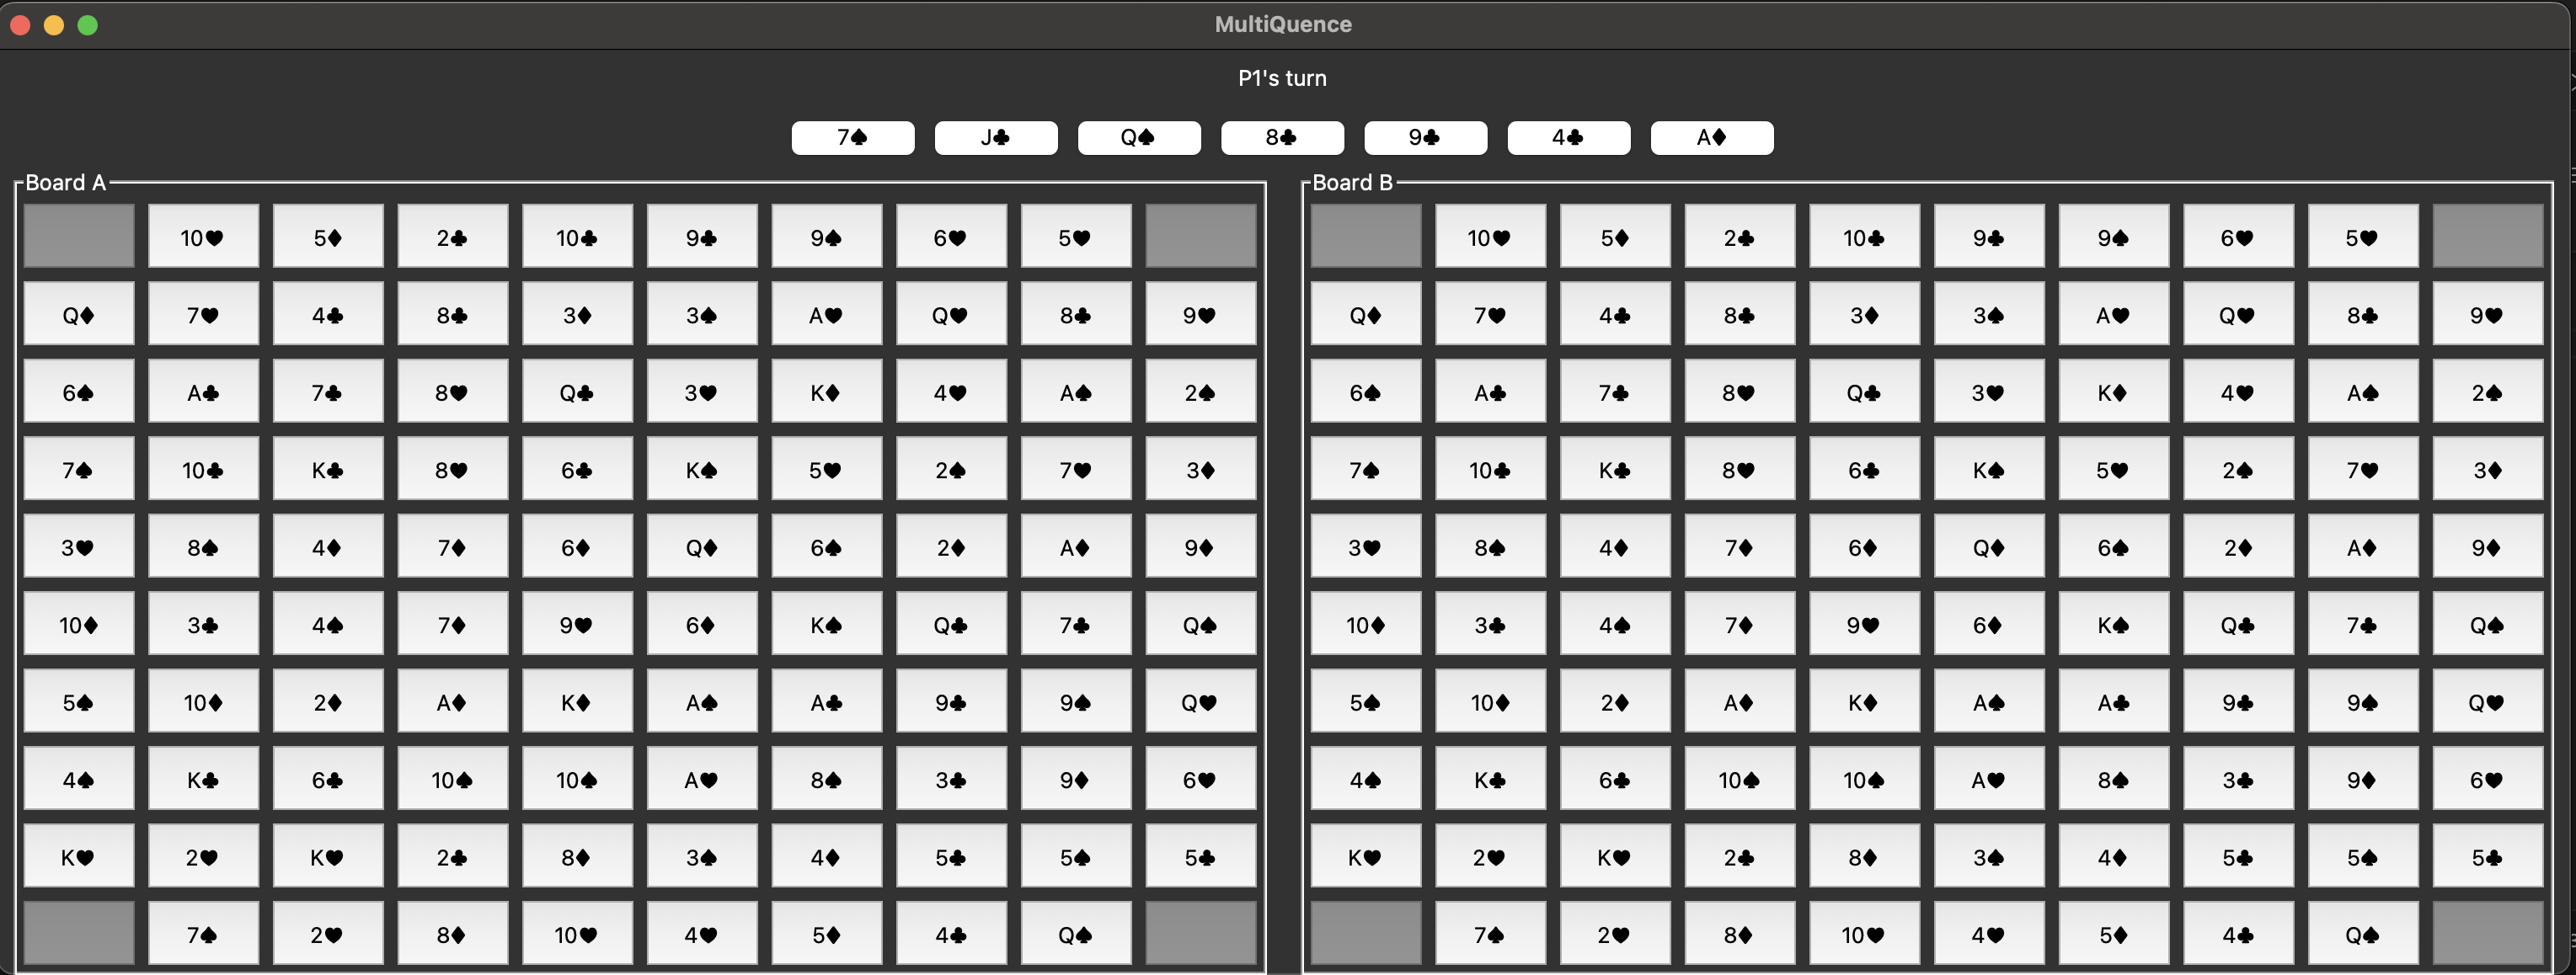 MultiQuence
P1's turn
7♠ J♣ Q♠ 8♣ 9♣ 4♣ A♦
Board A
10♥ 5♦ 2♣ 10♣ 9♣ 9♠ 6♥ 5♥
Q♦ 7♥ 4♣ 8♣ 3♦ 3♠ A♥ Q♥ 8♣ 9♥
6♠ A♣ 7♣ 8♥ Q♣ 3♥ K♦ 4♥ A♠ 2♠
7♠ 10♣ K♣ 8♥ 6♣ K♠ 5♥ 2♠ 7♥ 3♦
3♥ 8♠ 4♦ 7♦ 6♦ Q♦ 6♠ 2♦ A♦ 9♦
10♦ 3♣ 4♠ 7♦ 9♥ 6♦ K♠ Q♣ 7♣ Q♠
5♠ 10♦ 2♦ A♦ K♦ A♠ A♣ 9♣ 9♠ Q♥
4♠ K♣ 6♣ 10♠ 10♠ A♥ 8♠ 3♣ 9♦ 6♥
K♥ 2♥ K♥ 2♣ 8♦ 3♠ 4♦ 5♣ 5♠ 5♣
7♠ 2♥ 8♦ 10♥ 4♥ 5♦ 4♣ Q♠
Board B
10♥ 5♦ 2♣ 10♣ 9♣ 9♠ 6♥ 5♥
Q♦ 7♥ 4♣ 8♣ 3♦ 3♠ A♥ Q♥ 8♣ 9♥
6♠ A♣ 7♣ 8♥ Q♣ 3♥ K♦ 4♥ A♠ 2♠
7♠ 10♣ K♣ 8♥ 6♣ K♠ 5♥ 2♠ 7♥ 3♦
3♥ 8♠ 4♦ 7♦ 6♦ Q♦ 6♠ 2♦ A♦ 9♦
10♦ 3♣ 4♠ 7♦ 9♥ 6♦ K♠ Q♣ 7♣ Q♠
5♠ 10♦ 2♦ A♦ K♦ A♠ A♣ 9♣ 9♠ Q♥
4♠ K♣ 6♣ 10♠ 10♠ A♥ 8♠ 3♣ 9♦ 6♥
K♥ 2♥ K♥ 2♣ 8♦ 3♠ 4♦ 5♣ 5♠ 5♣
7♠ 2♥ 8♦ 10♥ 4♥ 5♦ 4♣ Q♠